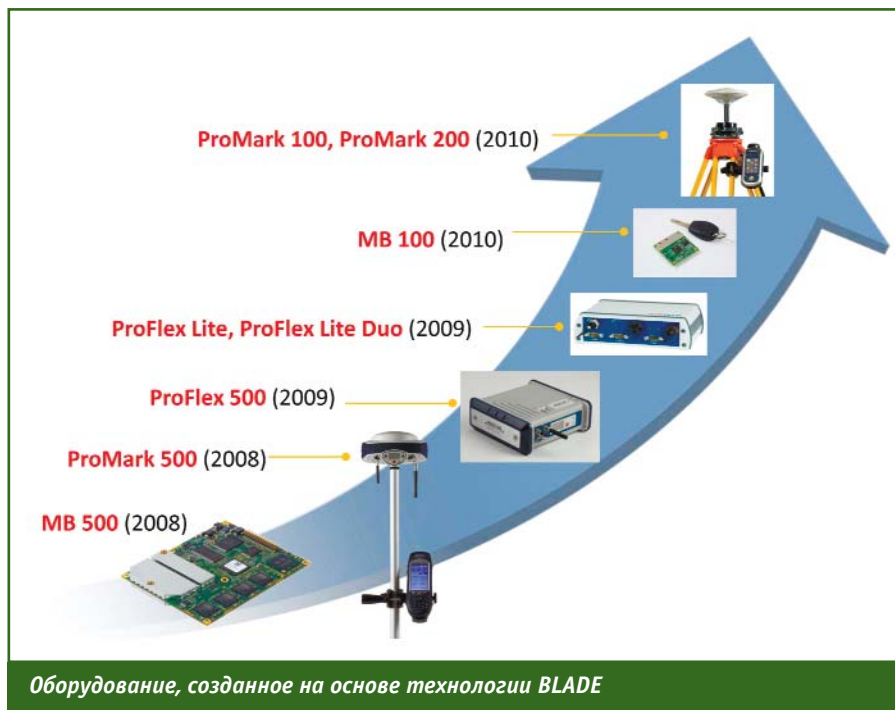 ProMark 100, ProMark 200 (2010)
MB 100 (2010)
ProFlex Lite, ProFlex Lite Duo (2009)
ProFlex 500 (2009)
ProMark 500 (2008)
MB 500 (2008)
Оборудование, созданное на основе технологии BLADE